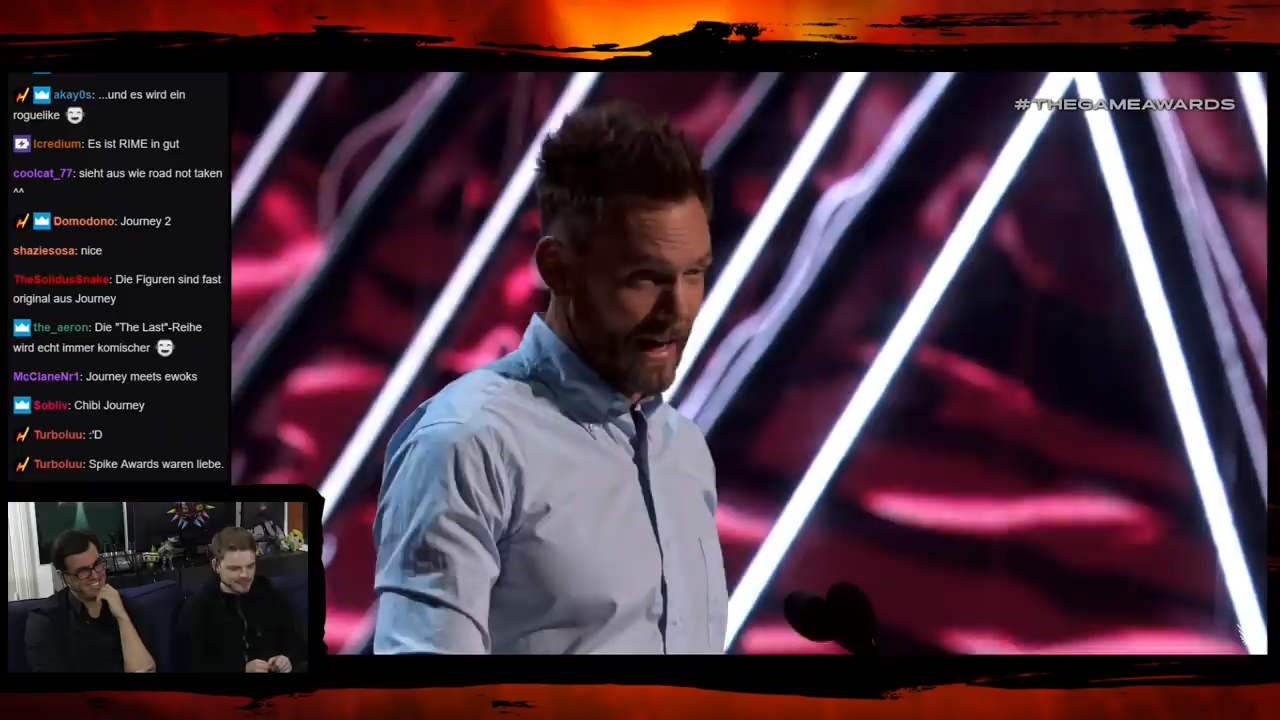 #THEGAMEAWARDS
akay0s: ...und es wird ein
roguelike
Icredium: Es ist RIME in gut
coolcat_77: sieht aus wie road not taken
^^
Domodono: Journey 2
shaziesosa: nice
TheSolidusSnake: Die Figuren sind fast
original aus Journey
the_aeron: Die "The Last"-Reihe
wird echt immer komischer
McClaneNr1: Journey meets ewoks
Sobliv: Chibi Journey
Turboluu: :'D
Turboluu: Spike Awards waren liebe.